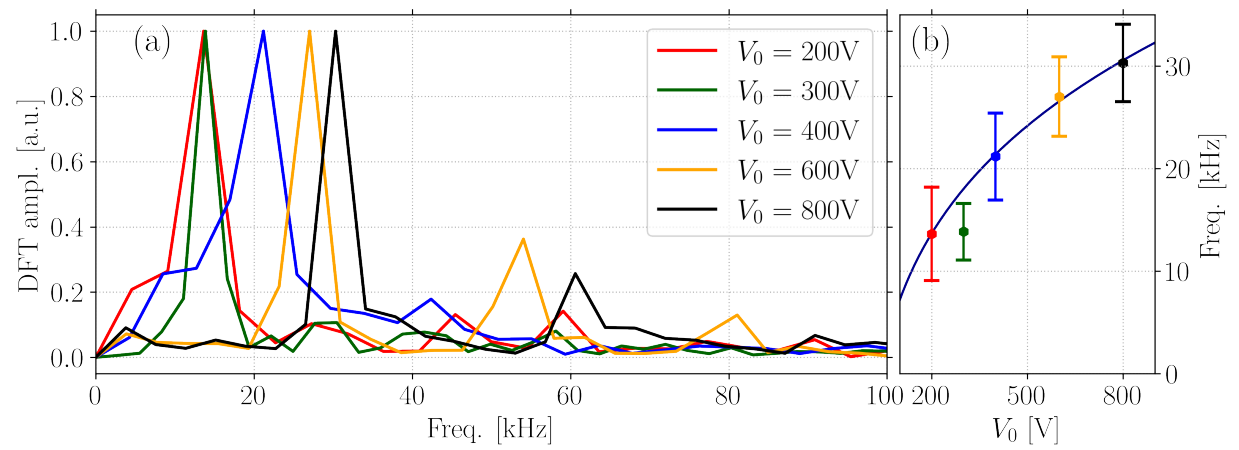 (a)
DFT ampl. [a.u.]
1.0
0.8
0.6
0.4
0.2
0.0
V₀ = 200V
V₀ = 300V
V₀ = 400V
V₀ = 600V
V₀ = 800V
0 20 40 60 80 100
Freq. [kHz]
(b)
30
20
10
0
Freq. [kHz]
200 500 800
V₀ [V]